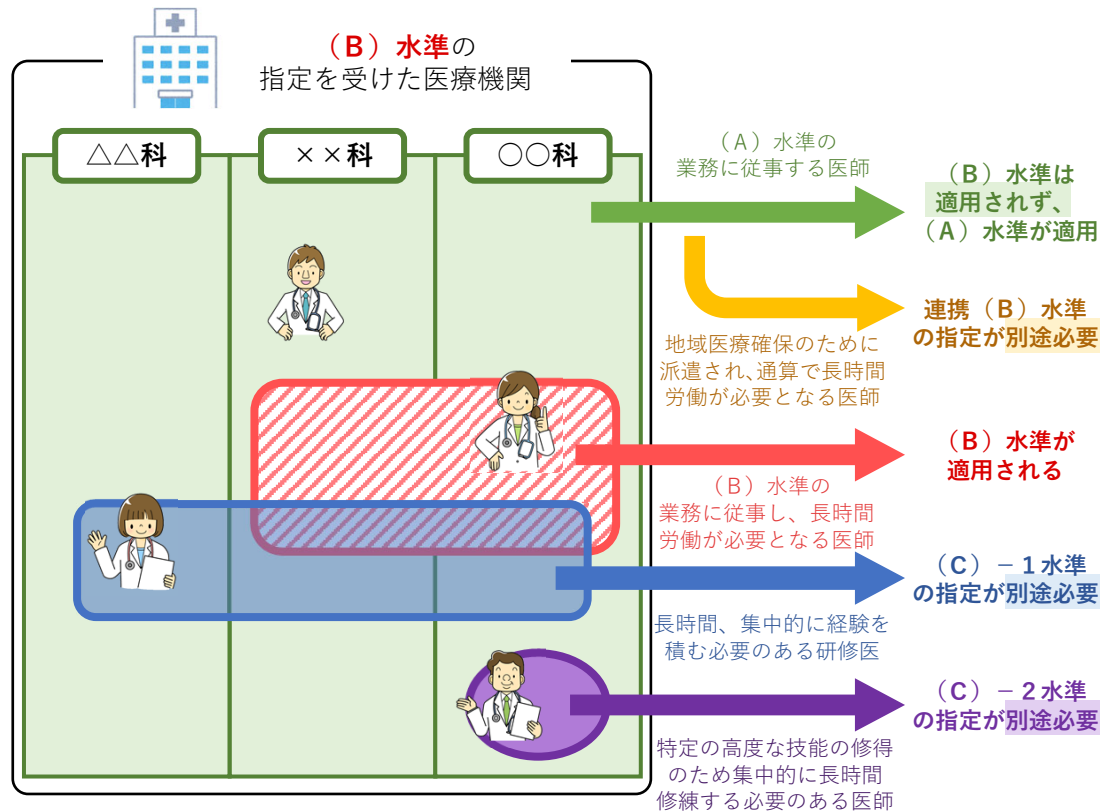 （Ｂ）水準の
指定を受けた医療機関
△△科
××科
○○科
（Ａ）水準の
業務に従事する医師
（Ｂ）水準は
適用されず、
（Ａ）水準が適用
連携（Ｂ）水準
の指定が別途必要
地域医療確保のために
派遣され、通算で長時間
労働が必要となる医師
（Ｂ）水準が
適用される
（Ｂ）水準の
業務に従事し、長時間
労働が必要となる医師
（Ｃ）－１水準
の指定が別途必要
長時間、集中的に経験を
積む必要のある研修医
（Ｃ）－２水準
の指定が別途必要
特定の高度な技能の修得
のため集中的に長時間
修練する必要のある医師